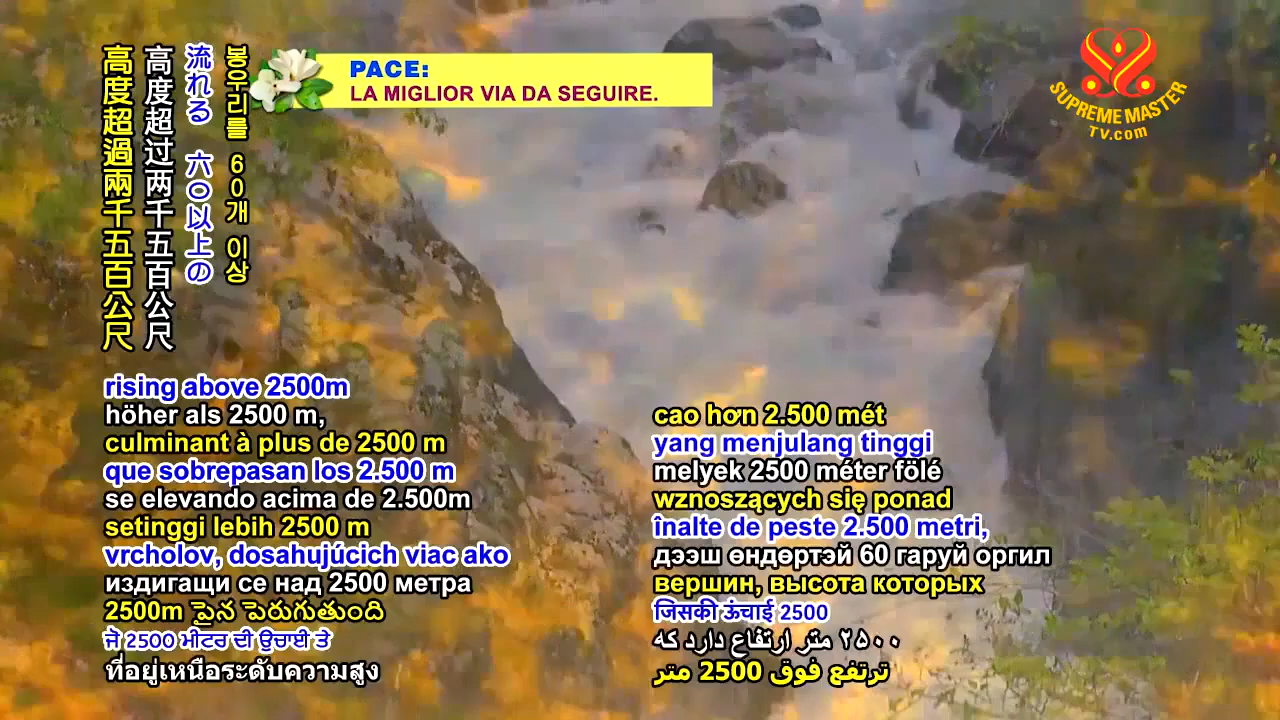 高度超過兩千五百公尺
高度超过两千五百公尺
流れる 六〇以上の
봉우리를 60개 이상
PACE:
LA MIGLIOR VIA DA SEGUIRE.
SUPREME MASTER
TV.com
rising above 2500m
höher als 2500 m,
culminant à plus de 2500 m
que sobrepasan los 2.500 m
se elevando acima de 2.500m
setinggi lebih 2500 m
vrcholov, dosahujúcich viac ako
издигащи се над 2500 метра
2500m పైన పెరుగుతుంది
ਜੋ 2500 ਮੀਟਰ ਦੀ ਉਚਾਈ ਤੇ
ที่อยู่เหนือระดับความสูง
cao hơn 2.500 mét
yang menjulang tinggi
melyek 2500 méter fölé
wznoszących się ponad
înalte de peste 2.500 metri,
дээш өндөртэй 60 гаруй оргил
вершин, высота которых
जिसकी ऊंचाई 2500
۲۵۰۰ متر ارتفاع دارد که
ترتفع فوق 2500 متر